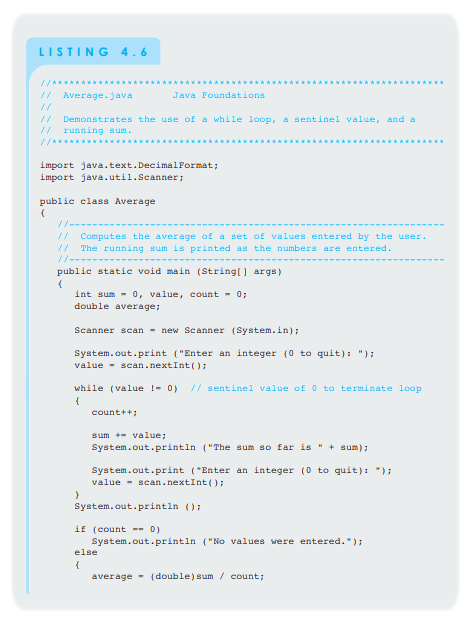 LISTING 4.6
//********************************************************************
//  Average.java       Java Foundations
//
//  Demonstrates the use of a while loop, a sentinel value, and a
//  running sum.
//********************************************************************
import java.text.DecimalFormat;
import java.util.Scanner;
public class Average
{
   //-----------------------------------------------------------------
   //  Computes the average of a set of values entered by the user.
   //  The running sum is printed as the numbers are entered.
   //-----------------------------------------------------------------
   public static void main (String[] args)
   {
      int sum = 0, value, count = 0;
      double average;
      Scanner scan = new Scanner (System.in);
      System.out.print ("Enter an integer (0 to quit): ");
      value = scan.nextInt();
      while (value != 0)  // sentinel value of 0 to terminate loop
      {
         count++;
         sum += value;
         System.out.println ("The sum so far is " + sum);
         System.out.print ("Enter an integer (0 to quit): ");
         value = scan.nextInt();
      }
      System.out.println ();
      if (count == 0)
         System.out.println ("No values were entered.");
      else
      {
         average = (double)sum / count;